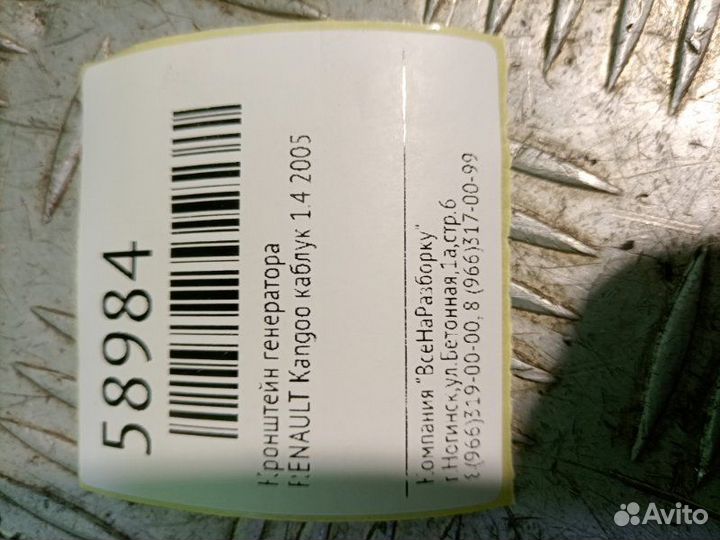 58984
Кронштейн генератора
RENAULT Kangoo каблук 1.4 2005
Компания "ВсеНаРазборку"
г.Ногинск,ул.Бетонная,1а,стр.6
8(966)319-00-00, 8 (966)317-00-99
Avito